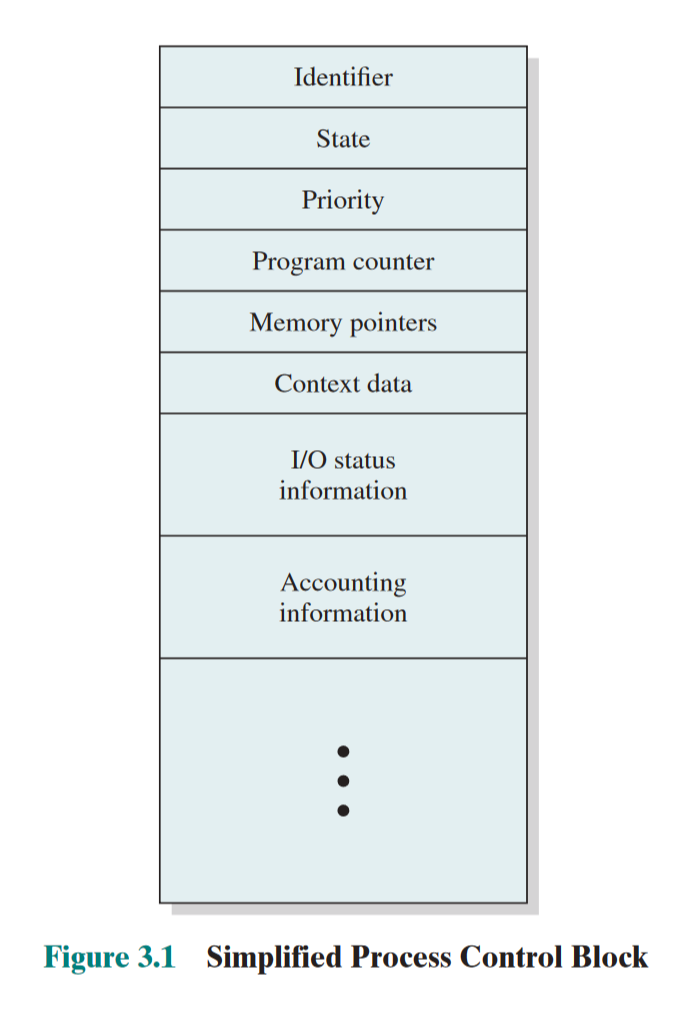 Identifier
State
Priority
Program counter
Memory pointers
Context data
I/O status
information
Accounting
information
Figure 3.1 Simplified Process Control Block